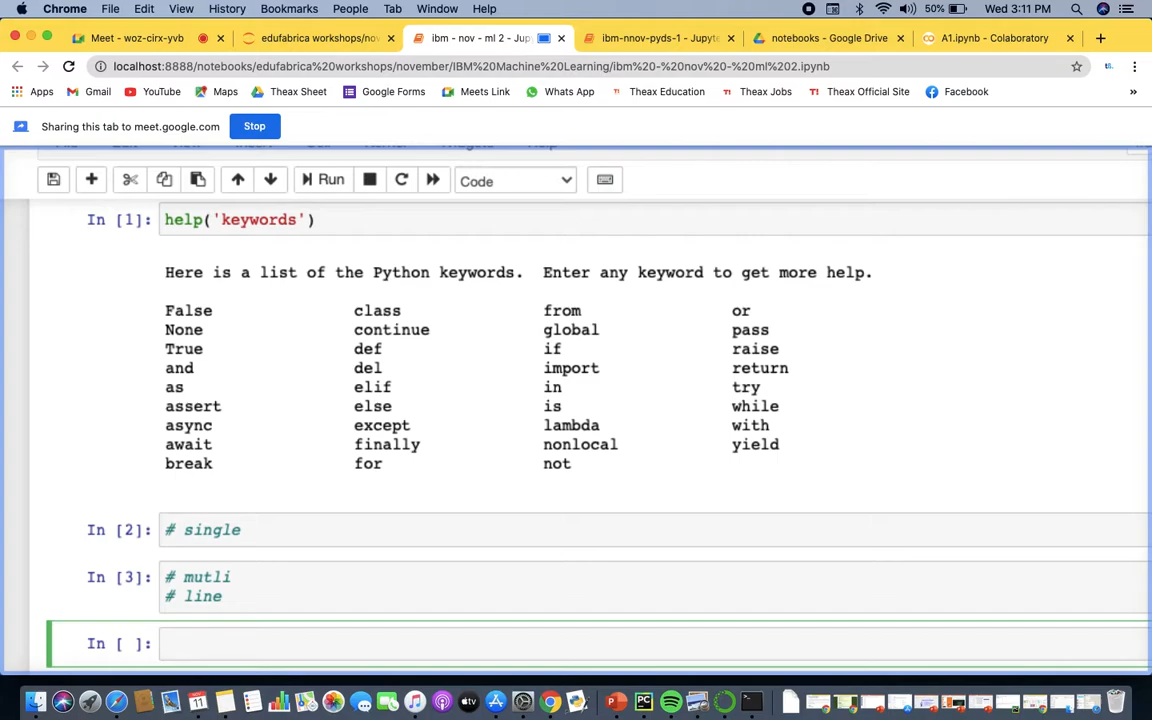 Chrome File Edit View History Bookmarks People Tab Window Help 50% Wed 3:11 PM
Meet - woz-cirx-yvb edufabrica workshops/nov ibm - nov - ml 2 - Jup ibm-nnov-pyds-1 - Jupyte notebooks - Google Drive A1.ipynb - Colaboratory
localhost:8888/notebooks/edufabrica%20workshops/november/IBM%20Machine%20Learning/ibm%20-%20nov%20-%20ml%202.ipynb
Apps Gmail YouTube Maps Theax Sheet Google Forms Meets Link Whats App Theax Education Theax Jobs Theax Official Site Facebook
Sharing this tab to meet.google.com Stop
Run Code
In [1]: help('keywords')
Here is a list of the Python keywords. Enter any keyword to get more help.
False class from or
None continue global pass
True def if raise
and del import return
as elif in try
assert else is while
async except lambda with
await finally nonlocal yield
break for not
In [2]: # single
In [3]: # mutli
# line
In [ ]: